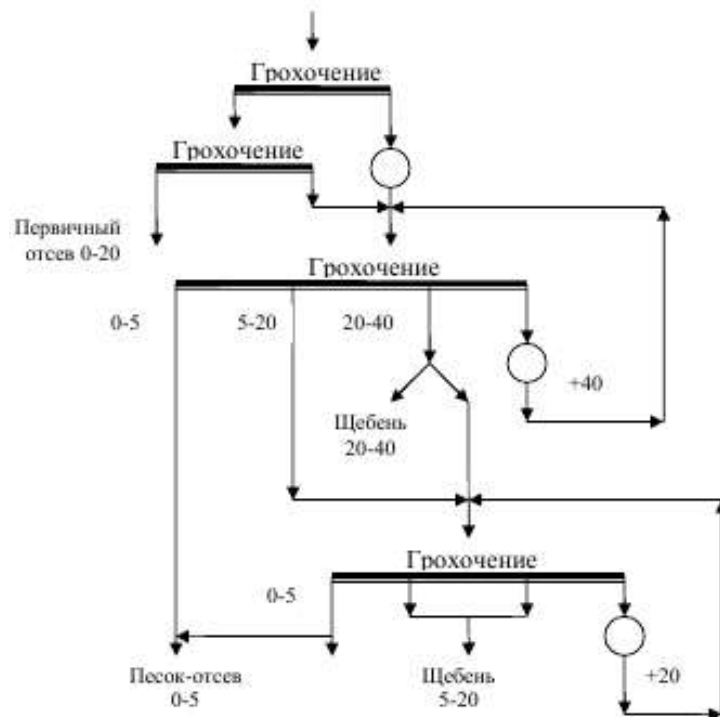 Грохочение
Грохочение
Первичный
отсев 0-20
Грохочение
0-5
5-20
20-40
+40
Щебень
20-40
Грохочение
0-5
Песок-отсев
0-5
Щебень
5-20
+20